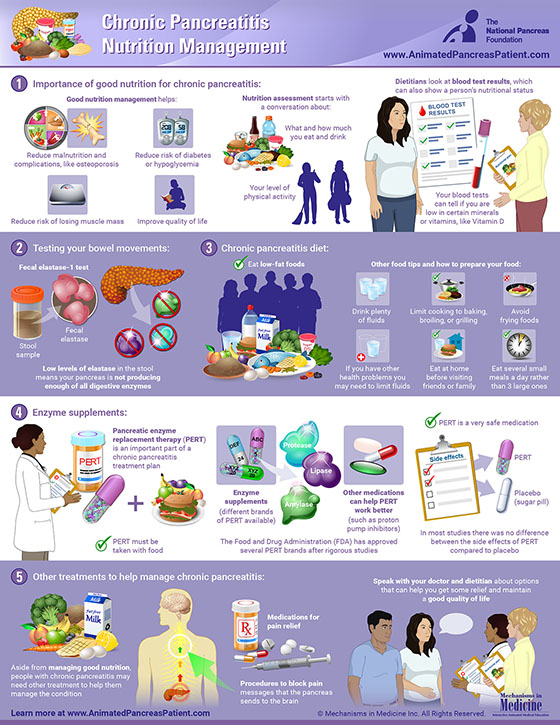 Chronic Pancreatitis
Nutrition Management
The
National Pancreas
Foundation
www.AnimatedPancreasPatient.com
1 Importance of good nutrition for chronic pancreatitis:
Good nutrition management helps:
Reduce malnutrition and
complications, like osteoporosis
Reduce risk of diabetes
or hypoglycemia
Reduce risk of losing muscle mass
Improve quality of life
Nutrition assessment starts with
a conversation about:
What and how much
you eat and drink
Your level of
physical activity
Dietitians look at blood test results, which
can also show a person's nutritional status
BLOOD TEST
RESULTS
Your blood tests
can tell if you are
low in certain minerals
or vitamins, like Vitamin D
2 Testing your bowel movements:
Fecal elastase-1 test
Stool
sample
Fecal
elastase
Low levels of elastase in the stool
means your pancreas is not producing
enough of all digestive enzymes
3 Chronic pancreatitis diet:
Eat low-fat foods
Fat free
Milk
Other food tips and how to prepare your food:
Drink plenty
of fluids
Limit cooking to baking,
broiling, or grilling
Avoid
frying foods
If you have other
health problems you
may need to limit fluids
Eat at home
before visiting
friends or family
Eat several small
meals a day rather
than 3 large ones
4 Enzyme supplements:
Pancreatic enzyme
replacement therapy (PERT)
is an important part of a
chronic pancreatitis
treatment plan
PERT
PERT must be
taken with food
DEF
24
ABC
XYZ
20
Enzyme
supplements
(different brands
of PERT available)
Protease
Lipase
Amylase
Other medications
can help PERT
work better
(such as proton
pump inhibitors)
The Food and Drug Administration (FDA) has approved
several PERT brands after rigorous studies
PERT is a very safe medication
Side effects
PERT
Placebo
(sugar pill)
In most studies there was no difference
between the side effects of PERT
compared to placebo
5 Other treatments to help manage chronic pancreatitis:
Fat free
Milk
Aside from managing good nutrition,
people with chronic pancreatitis may
need other treatment to help them
manage the condition
Rx
Medications for
pain relief
Procedures to block pain
messages that the pancreas
sends to the brain
Speak with your doctor and dietitian about options
that can help you get some relief and maintain
a good quality of life
Learn more at www.AnimatedPancreasPatient.com
© Mechanisms in Medicine Inc. All Rights Reserved.
Mechanisms in
Medicine